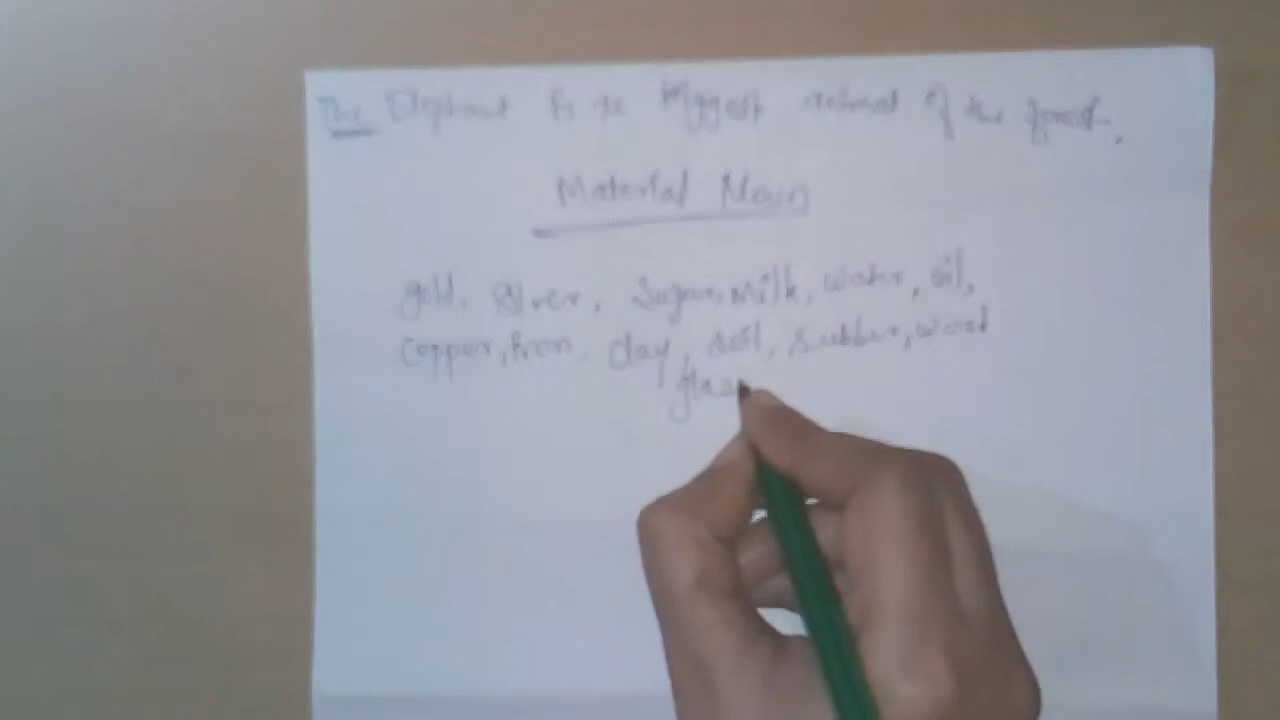 The Elephant is the biggest animal of the forest.
Material Noun
gold, silver, Sugar, milk, water, oil,
Copper, iron, clay, soil, rubber, wood
glass